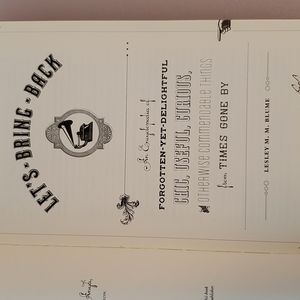 LET'S BRING BACK
An Encyclopedia of
FORGOTTEN-YET-DELIGHTFUL
CHIC, USEFUL, CURIOUS,
AND OTHERWISE COMMENDABLE THINGS
from TIMES GONE BY
LESLEY M. M. BLUME